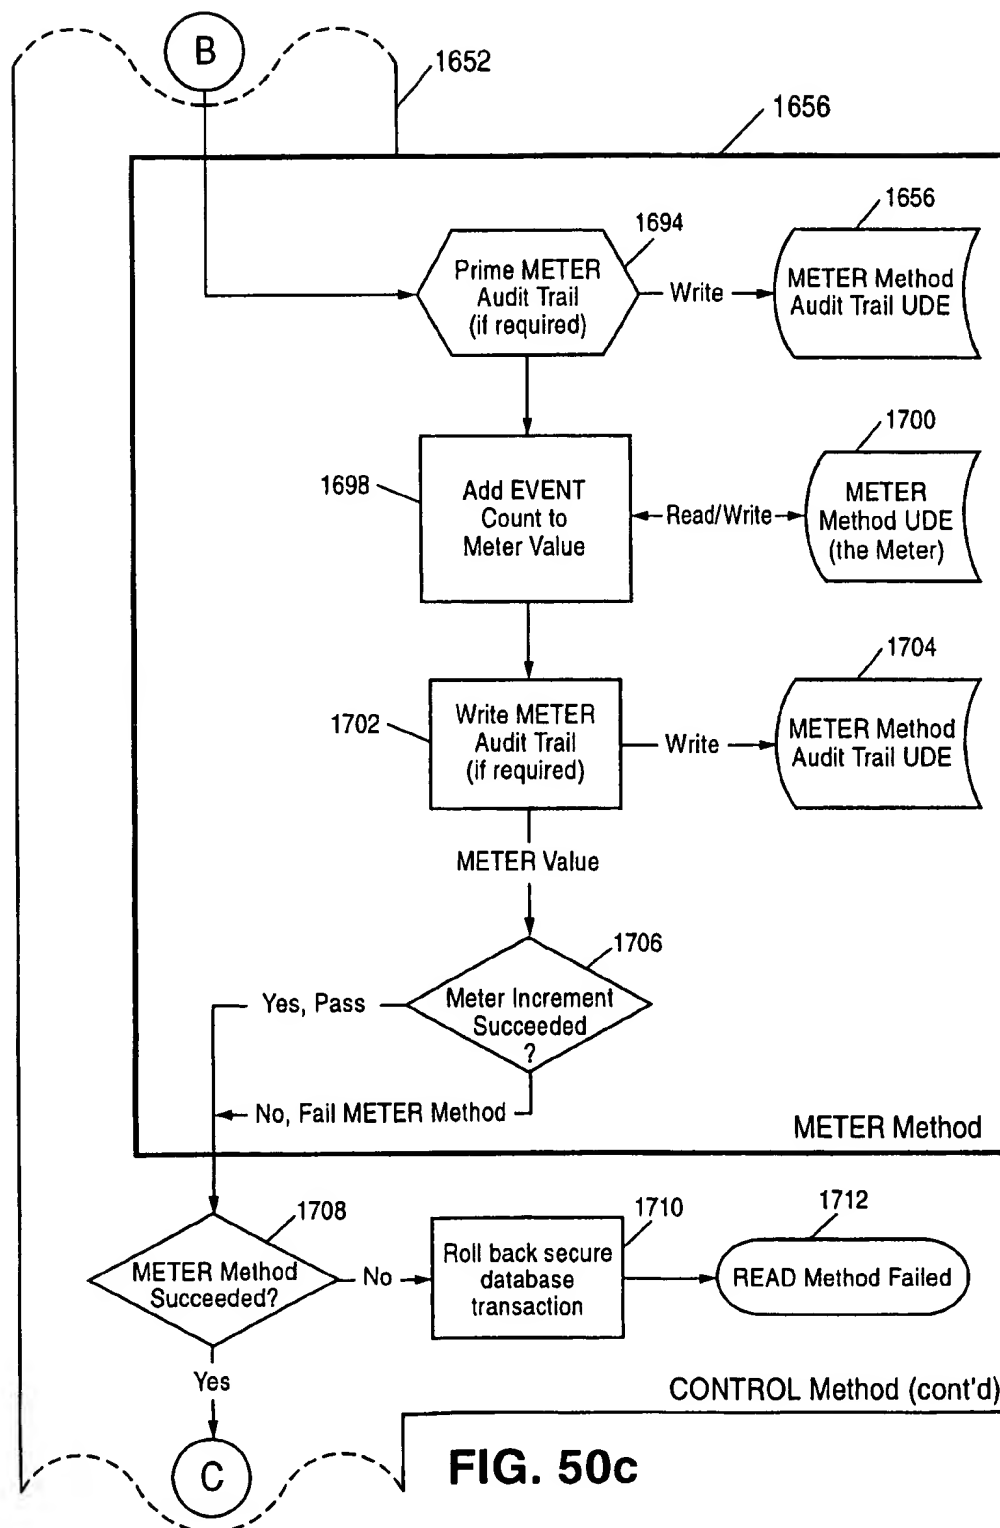 B
1652
1656
1656
1694
Prime METER
Audit Trail
(if required)
Write
METER Method
Audit Trail UDE
1700
1698
Add EVENT
Count to
Meter Value
Read/Write
METER
Method UDE
(the Meter)
1704
1702
Write METER
Audit Trail
(if required)
Write
METER Method
Audit Trail UDE
METER Value
1706
Yes, Pass
Meter Increment
Succeeded
?
No, Fail METER Method
METER Method
1708
METER Method
Succeeded?
No
1710
Roll back secure
database
transaction
1712
READ Method Failed
Yes
CONTROL Method (cont'd)
C
FIG. 50c